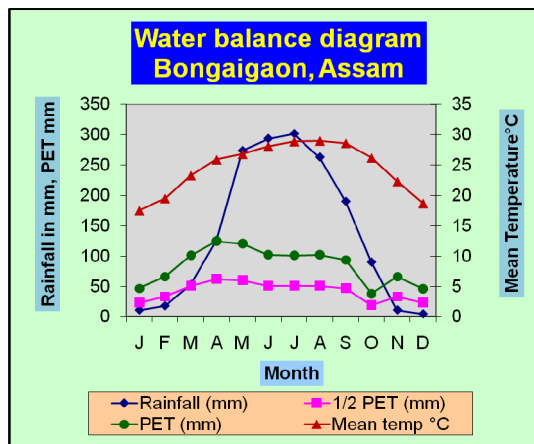 Water balance diagram
Bongaigaon, Assam
Rainfall in mm, PET mm
350
300
250
200
150
100
50
0
35
30
25
20
15
10
5
0
Mean Temperature°C
J F M A M J J A S O N D
Month
Rainfall (mm) 1/2 PET (mm)
PET (mm) Mean temp °C